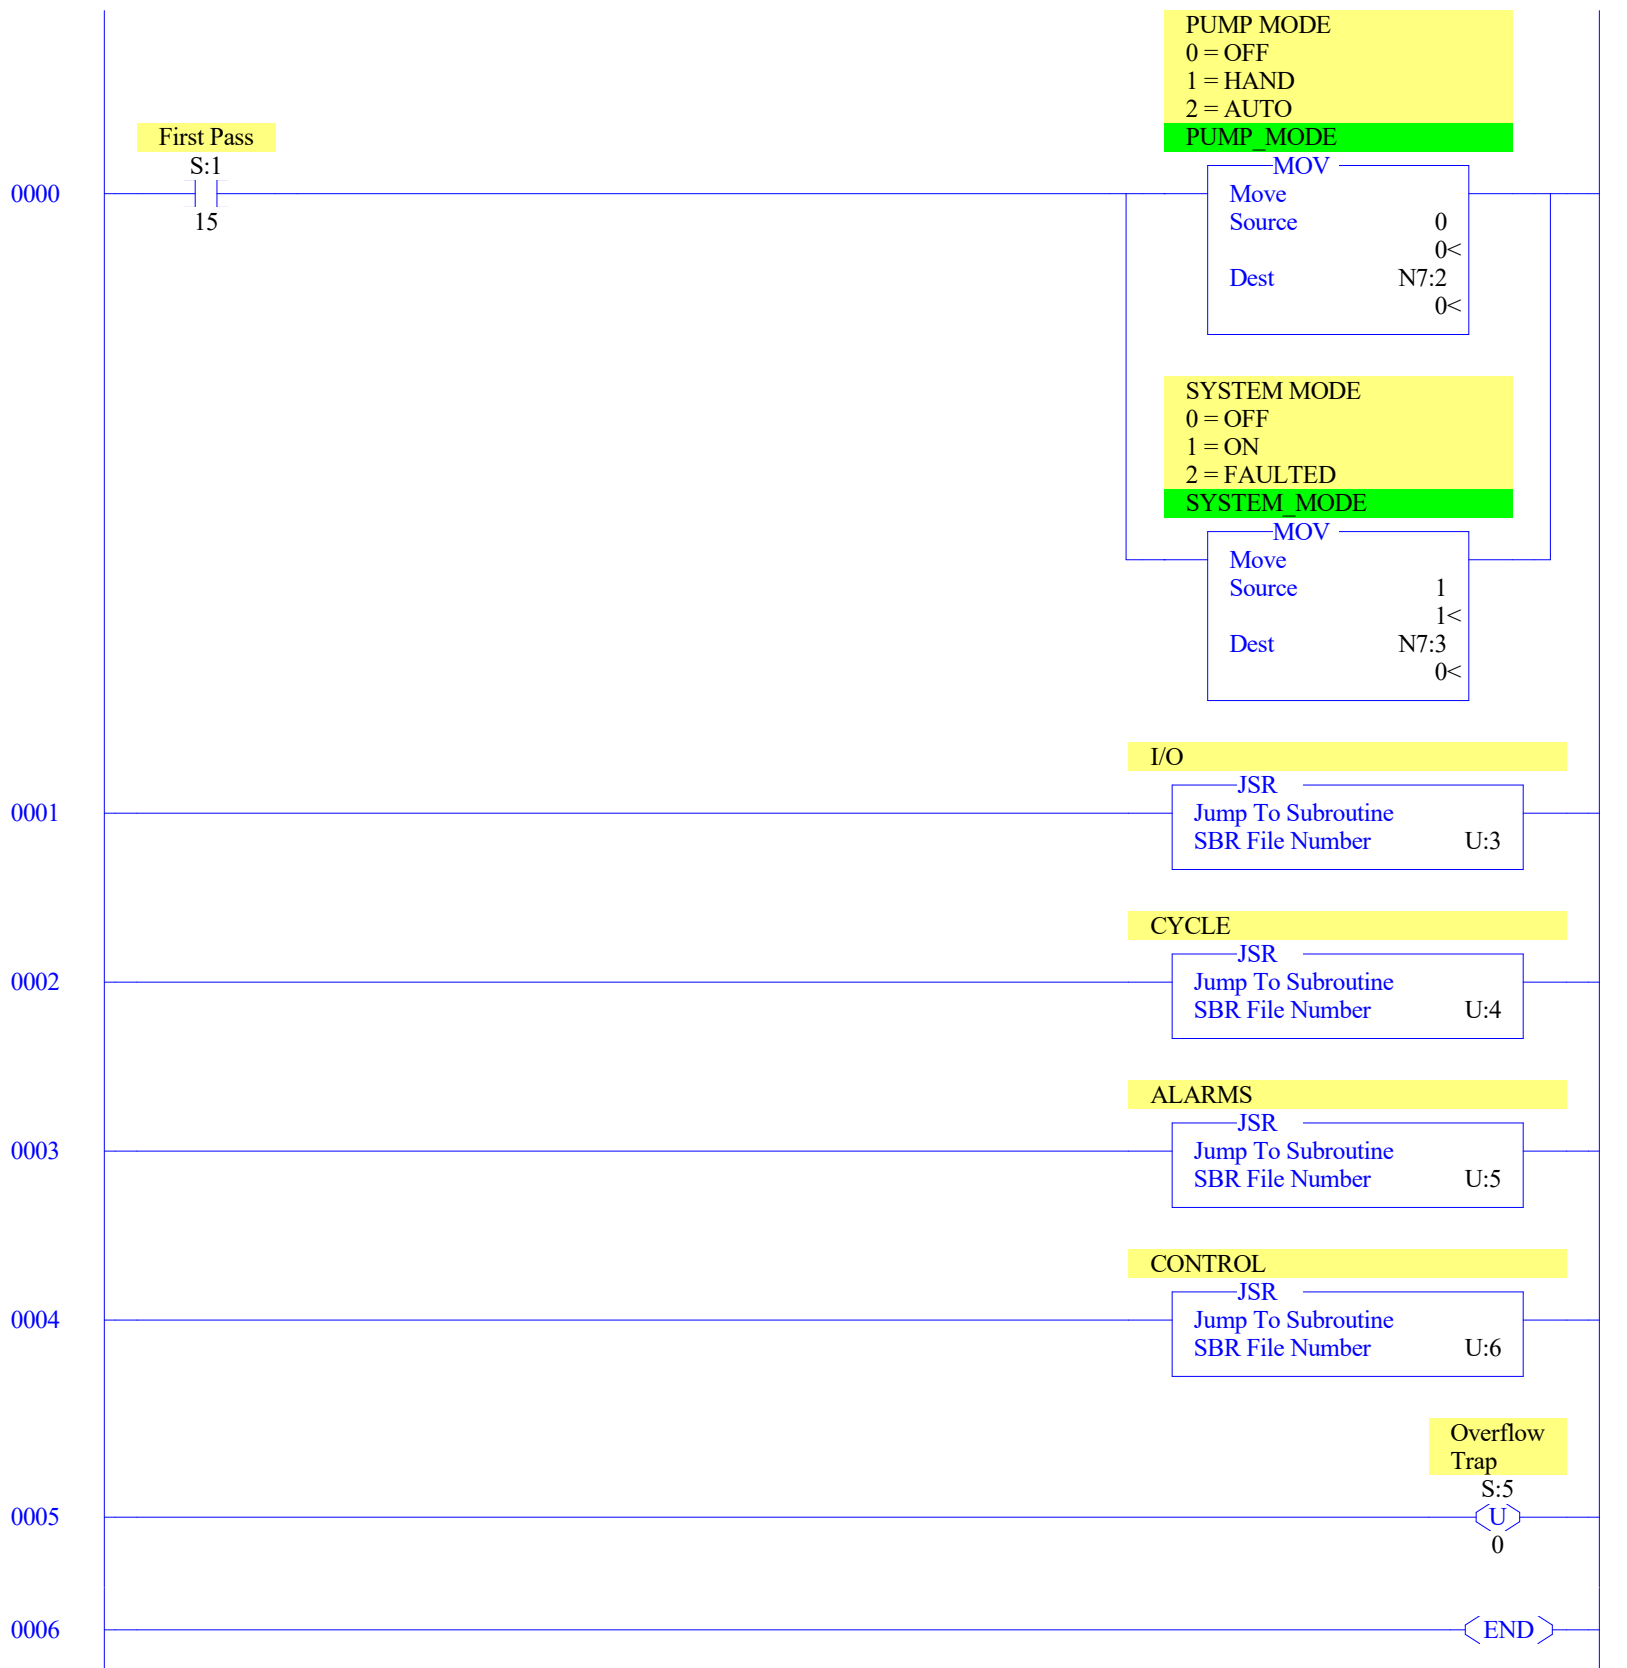 PUMP MODE
0 = OFF
1 = HAND
2 = AUTO
PUMP_MODE
First Pass
S:1
15
0000
MOV
Move
Source 0
0<
Dest N7:2
0<
SYSTEM MODE
0 = OFF
1 = ON
2 = FAULTED
SYSTEM_MODE
MOV
Move
Source 1
1<
Dest N7:3
0<
I/O
0001
JSR
Jump To Subroutine
SBR File Number U:3
CYCLE
0002
JSR
Jump To Subroutine
SBR File Number U:4
ALARMS
0003
JSR
Jump To Subroutine
SBR File Number U:5
CONTROL
0004
JSR
Jump To Subroutine
SBR File Number U:6
Overflow
Trap
S:5
0005
U
0
0006
END